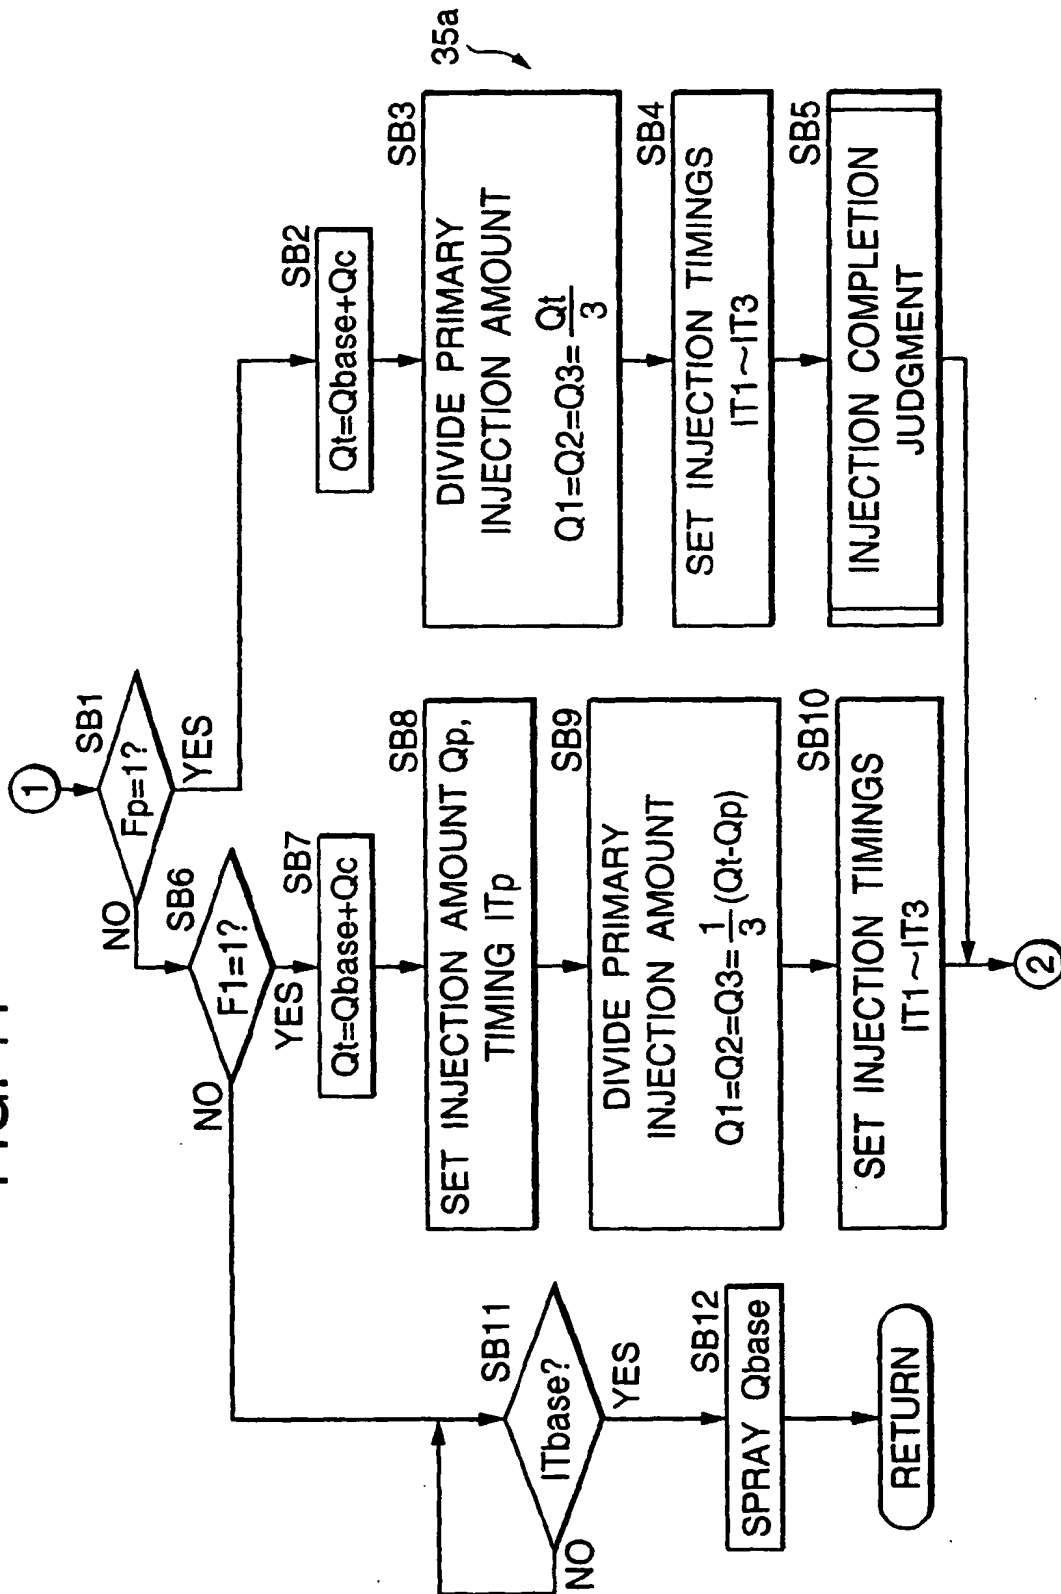 1
SB1
Fp=1?
NO
YES
SB6
F1=1?
NO
YES
SB2
Qt=Qbase+Qc
35a
SB3
DIVIDE PRIMARY
INJECTION AMOUNT
Q1=Q2=Q3=Qt/3
SB4
SET INJECTION TIMINGS
IT1~IT3
SB5
INJECTION COMPLETION
JUDGMENT
SB7
Qt=Qbase+Qc
SB8
SET INJECTION AMOUNT Qp,
TIMING ITp
SB9
DIVIDE PRIMARY
INJECTION AMOUNT
Q1=Q2=Q3=1/3(Qt-Qp)
SB10
SET INJECTION TIMINGS
IT1~IT3
2
SB11
ITbase?
NO
YES
SB12
SPRAY Qbase
RETURN